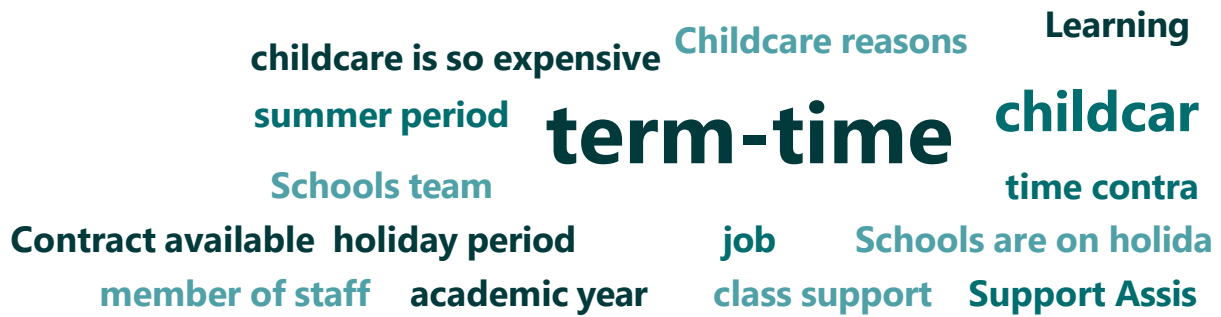 Learning
childcare is so expensive Childcare reasons
summer period term-time childcar
Schools team time contra
Contract available holiday period job Schools are on holida
member of staff academic year class support Support Assis